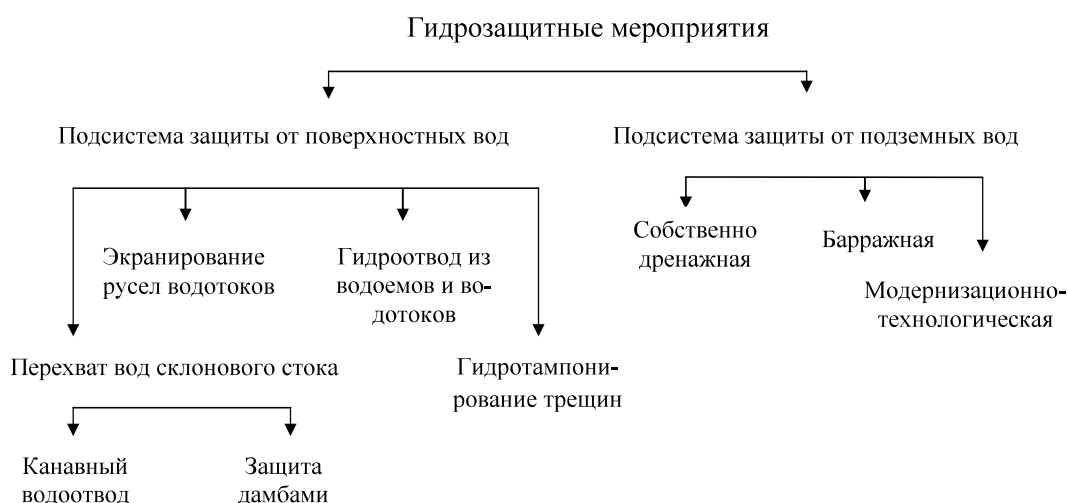 Гидрозащитные мероприятия
Подсистема защиты от поверхностных вод
Подсистема защиты от подземных вод
Экранирование
русел водотоков
Гидроотвод из
водоемов и во-
дотоков
Собственно
дренажная
Барражная
Модернизационно-
технологическая
Перехват вод склонового стока
Гидротампони-
рование трещин
Канавный
водоотвод
Защита
дамбами